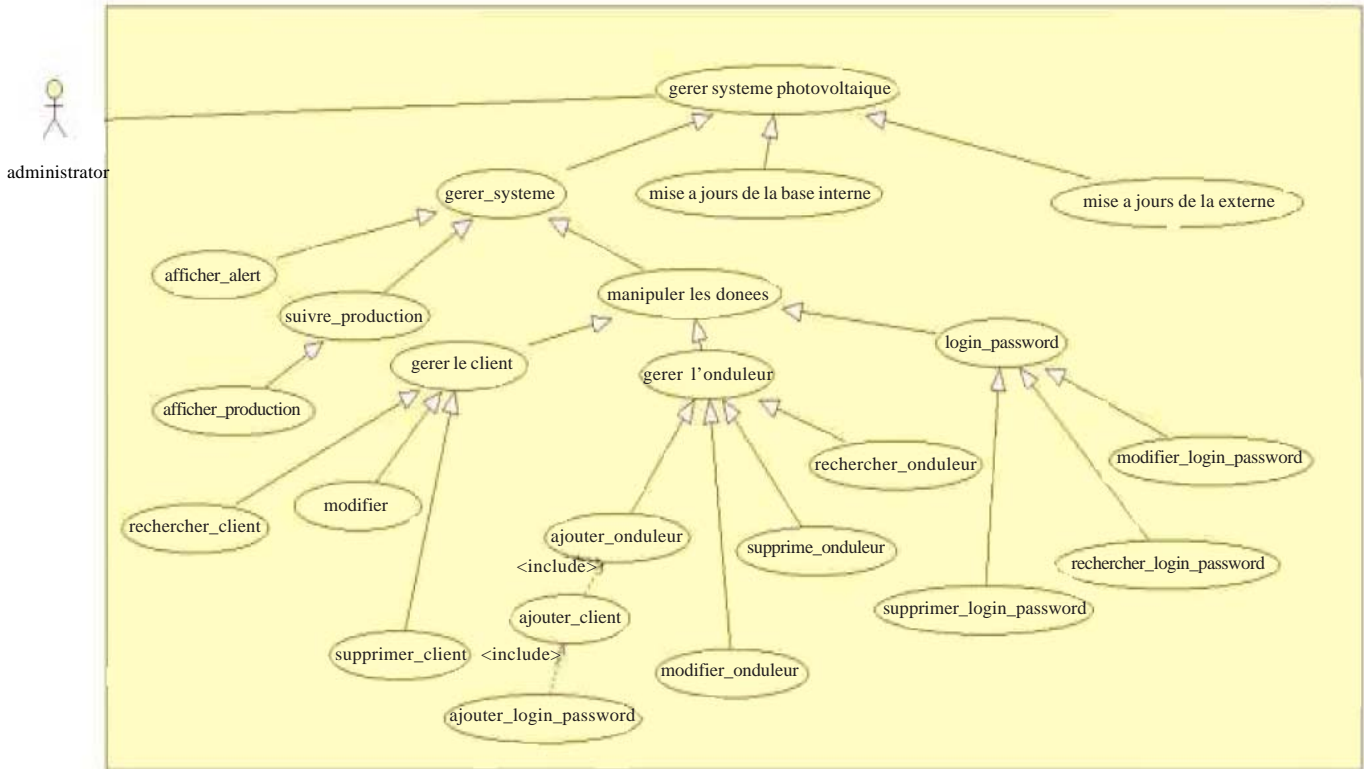 gerer systeme photovoltaique
administrator
gerer_systeme
mise a jours de la base interne
mise a jours de la externe
afficher_alert
manipuler les donees
suivre_production
login_password
gerer le client
gerer l'onduleur
afficher_production
rechercher_onduleur
modifier_login_password
rechercher_client
modifier
ajouter_onduleur
supprime_onduleur
<include>
rechercher_login_password
ajouter_client
supprimer_login_password
supprimer_client
<include>
modifier_onduleur
ajouter_login_password